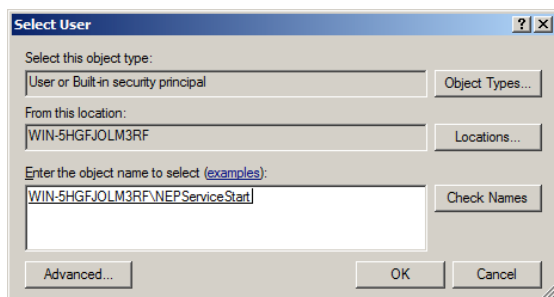 Select User
Select this object type:
User or Built-in security principal
Object Types...
From this location:
WIN-5HGFJOLM3RF
Locations...
Enter the object name to select (examples):
WIN-5HGFJOLM3RF\NEPServiceStart
Check Names
Advanced...
OK
Cancel